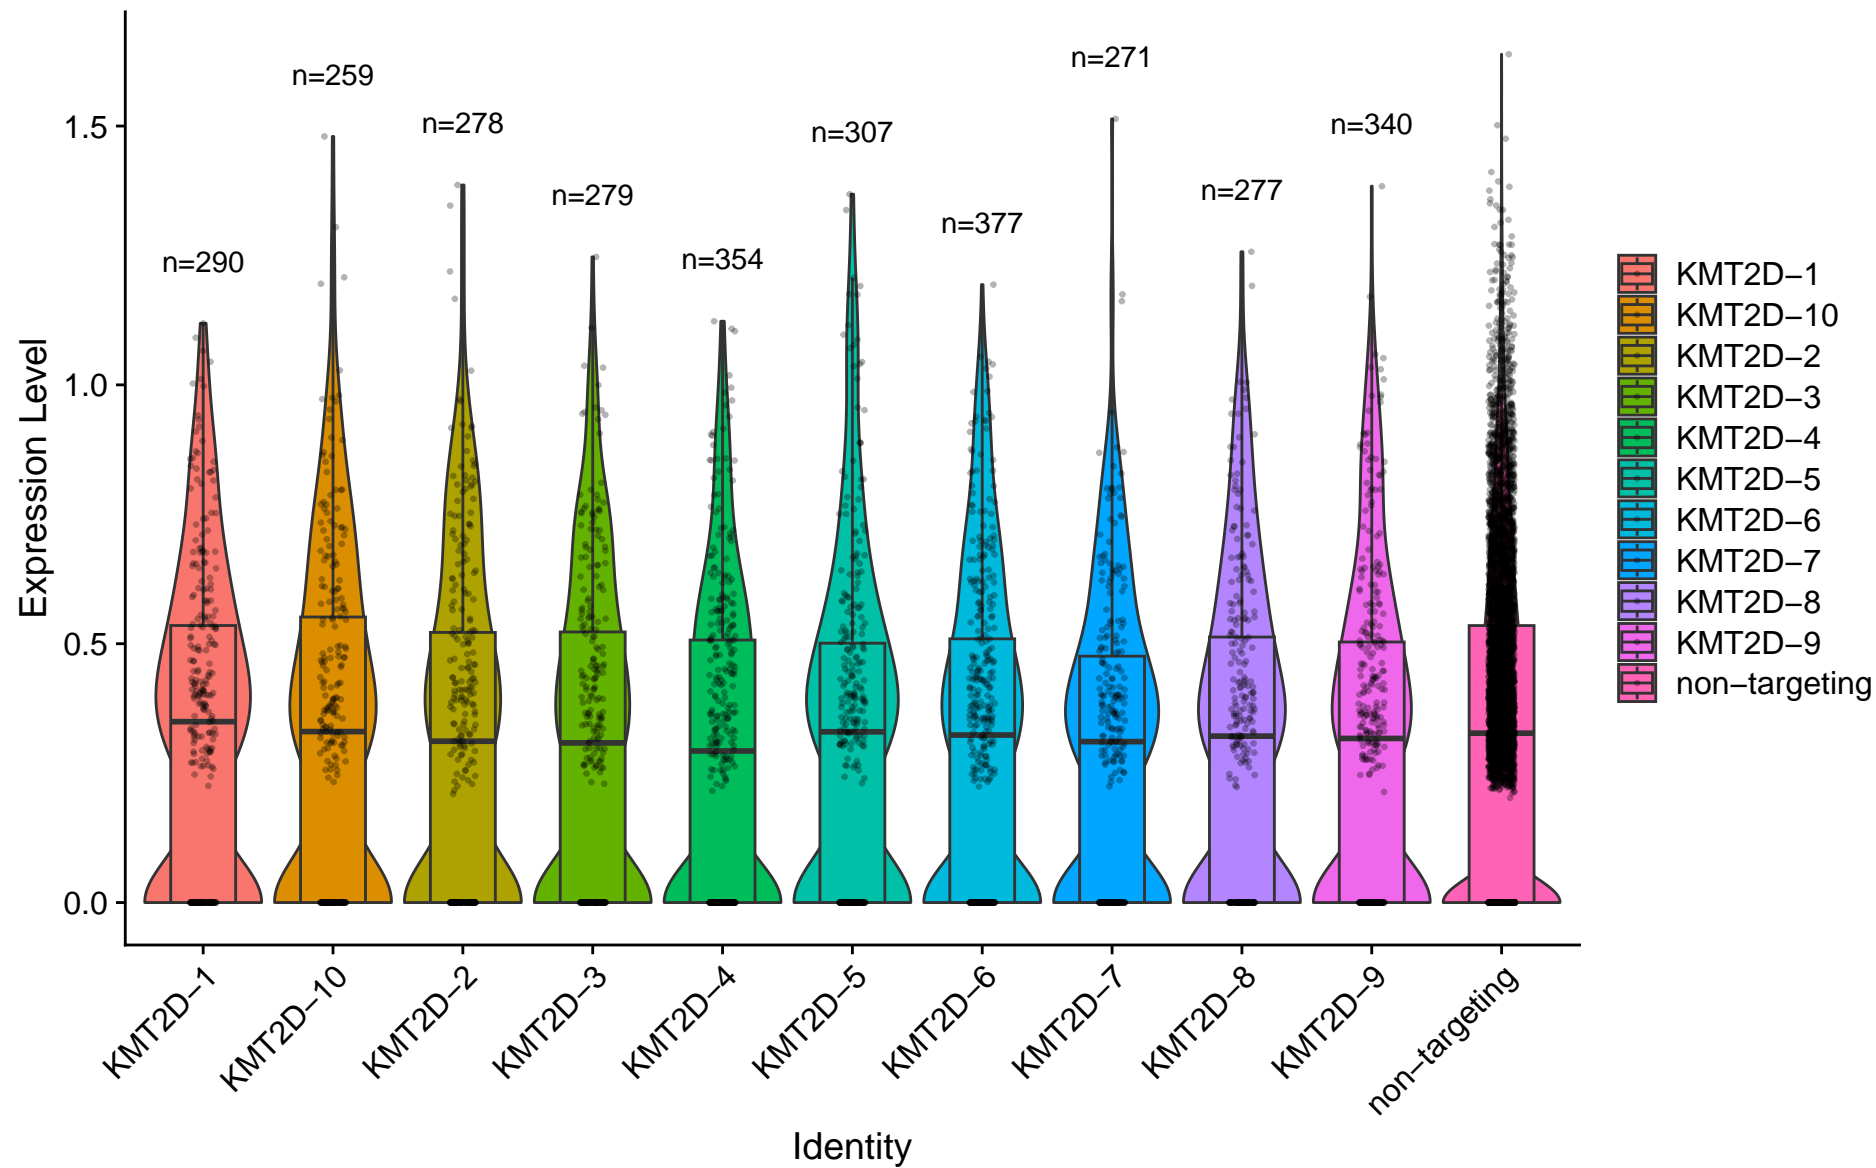 n=271
n=259
n=278
n=307
n=340
n=279
n=277
n=377
n=290
n=354
Expression Level
1.5
1.0
0.5
0.0
KMT2D−1
KMT2D−10
KMT2D−2
KMT2D−3
KMT2D−4
KMT2D−5
KMT2D−6
KMT2D−7
KMT2D−8
KMT2D−9
non−targeting
Identity
KMT2D−1
KMT2D−10
KMT2D−2
KMT2D−3
KMT2D−4
KMT2D−5
KMT2D−6
KMT2D−7
KMT2D−8
KMT2D−9
non−targeting